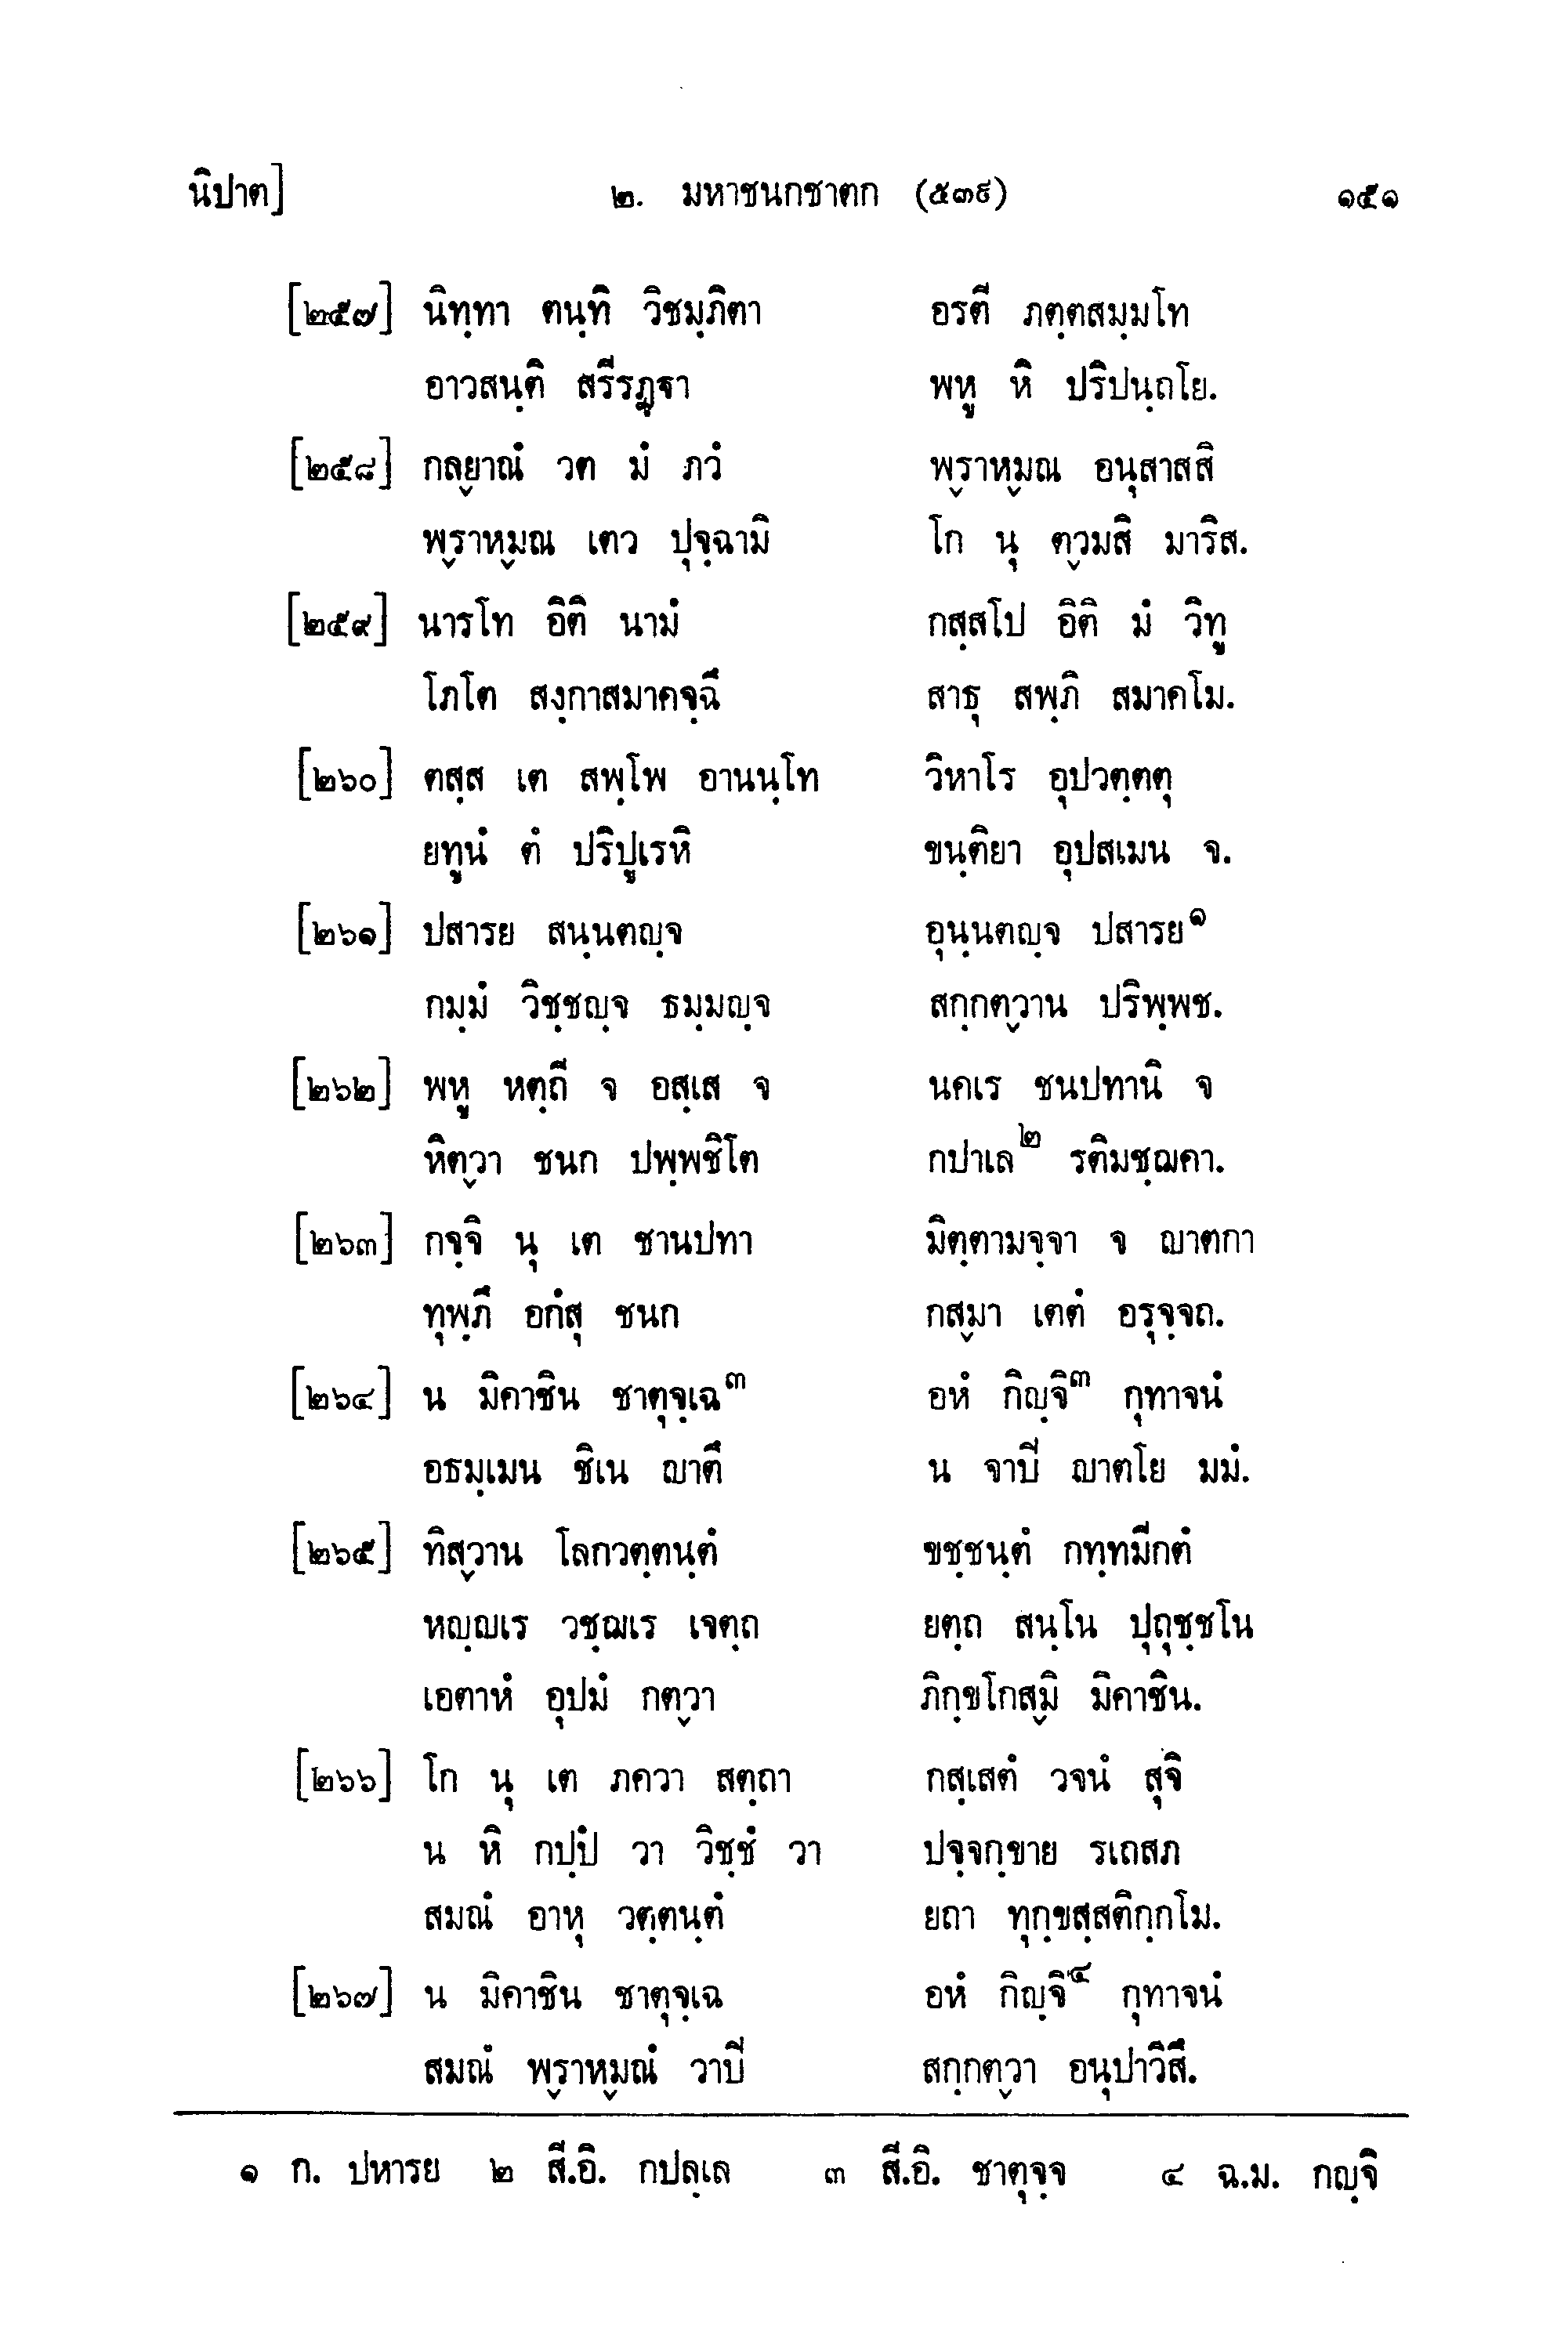 นิปาต] ๒. มหาชนกชาตก (๕๓๙) ๑๕๑
[๒๕๗] นิทฺทา ตนฺทิ วิชมฺภิตา อรตี ภตฺตสมฺมโท
อาวสนฺติ สรีรฏฺฐา พหู หิ ปริปนฺถโย.
[๒๕๘] กลฺยาณํ วต มํ ภวํ พฺราหฺมณ อนุสาสสิ
พฺราหฺมณ เตว ปุจฺฉามิ โก นุ ตฺวมสิ มาริส.
[๒๕๙] นารโท อิติ นามํ กสฺสโป อิติ มํ วิทู
โภโต สงฺกาสมาคจฺฉึ สาธุ สพฺภิ สมาคโม.
[๒๖๐] ตสฺส เต สพฺโพ อานนฺโท วิหาโร อุปวตฺตตุ
ยทูนํ ตํ ปริปูเรหิ ขนฺติยา อุปสเมน จ.
[๒๖๑] ปสารย สนฺนตญฺจ อุนฺนตญฺจ ปสารย๑
กมฺมํ วิชฺชญฺจ ธมฺมญฺจ สกฺกตฺวาน ปริพฺพช.
[๒๖๒] พหู หตฺถี จ อสฺเส จ นคเร ชนปทานิ จ
หิตฺวา ชนก ปพฺพชิโต กปาเล๒ รติมชฺฌคา.
[๒๖๓] กจฺจิ นุ เต ชานปทา มิตฺตามจฺจา จ ญาตกา
ทุพฺภึ อกํสุ ชนก กสฺมา เตตํ อรุจฺจถ.
[๒๖๔] น มิคาชิน ชาตุจฺเฉ๓ อหํ กิญฺจิ๓ กุทาจนํ
อธมฺเมน ชิเน ญาตึ น จาปี ญาตโย มมํ.
[๒๖๕] ทิสฺวาน โลกวตฺตนฺตํ ขชฺชนฺตํ กทฺทมีกตํ
หญฺญเร วชฺฌเร เจตฺถ ยตฺถ สนฺโน ปุถุชฺชโน
เอตาหํ อุปมํ กตฺวา ภิกฺขโกสฺมิ มิคาชิน.
[๒๖๖] โก นุ เต ภควา สตฺถา กสฺเสตํ วจนํ สุจิ
น หิ กปฺปํ วา วิชฺชํ วา ปจฺจกฺขาย รเถสภ
สมณํ อาหุ วตฺตนฺตํ ยถา ทุกฺขสฺสติกฺกโม.
[๒๖๗] น มิคาชิน ชาตุจฺเฉ อหํ กิญฺจิ๔ กุทาจนํ
สมณํ พฺราหฺมณํ วาปี สกฺกตฺวา อนุปาวิสึ.
๑ ก. ปหารย ๒ สี.อิ. กปลฺเล ๓ สี.อิ. ชาตุจฺจ ๔ ฉ.ม. กญฺจิ